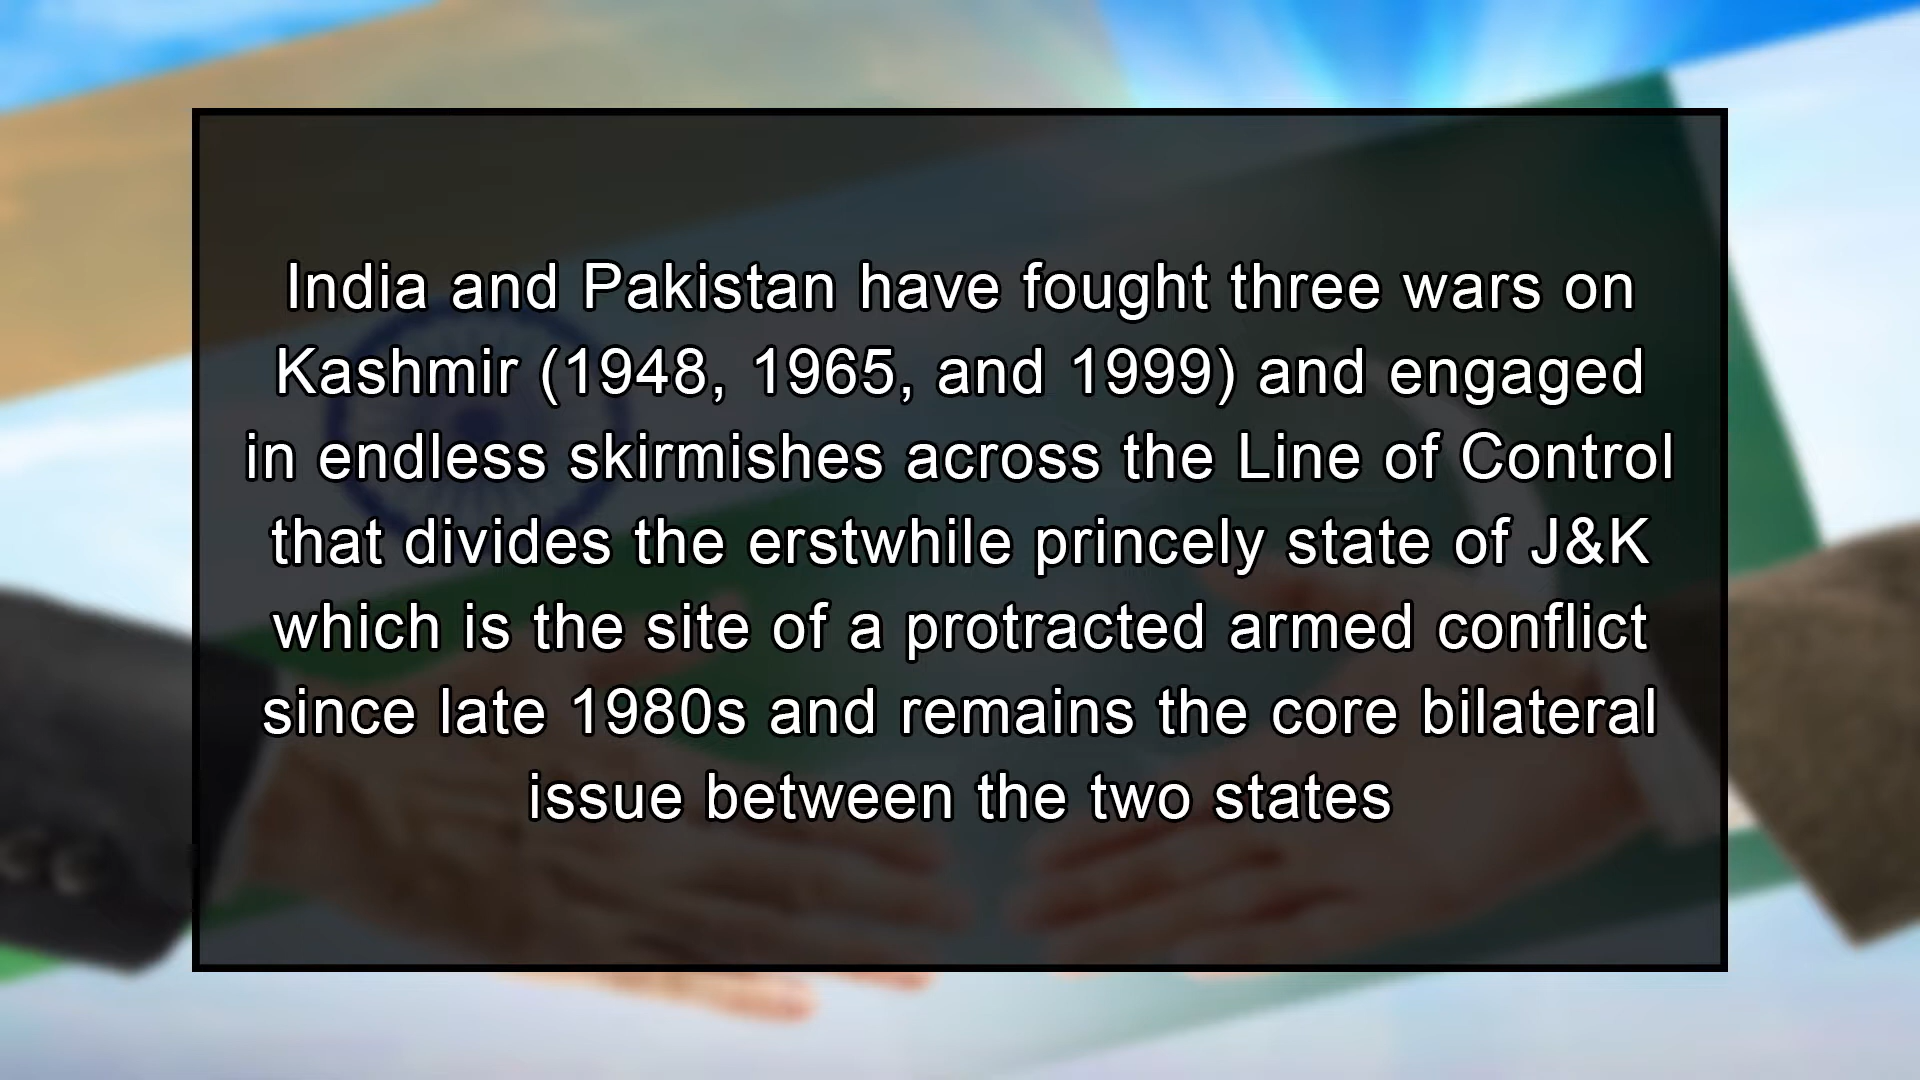 India and Pakistan have fought three wars on
Kashmir (1948, 1965, and 1999) and engaged
in endless skirmishes across the Line of Control
that divides the erstwhile princely state of J&K
which is the site of a protracted armed conflict
since late 1980s and remains the core bilateral
issue between the two states